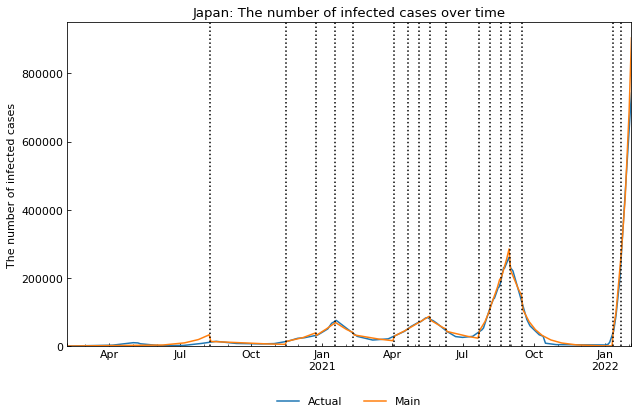 Japan: The number of infected cases over time
The number of infected cases
800000
600000
400000
200000
0
Apr Jul Oct Jan Apr Jul Oct Jan
2021 2022
Actual Main